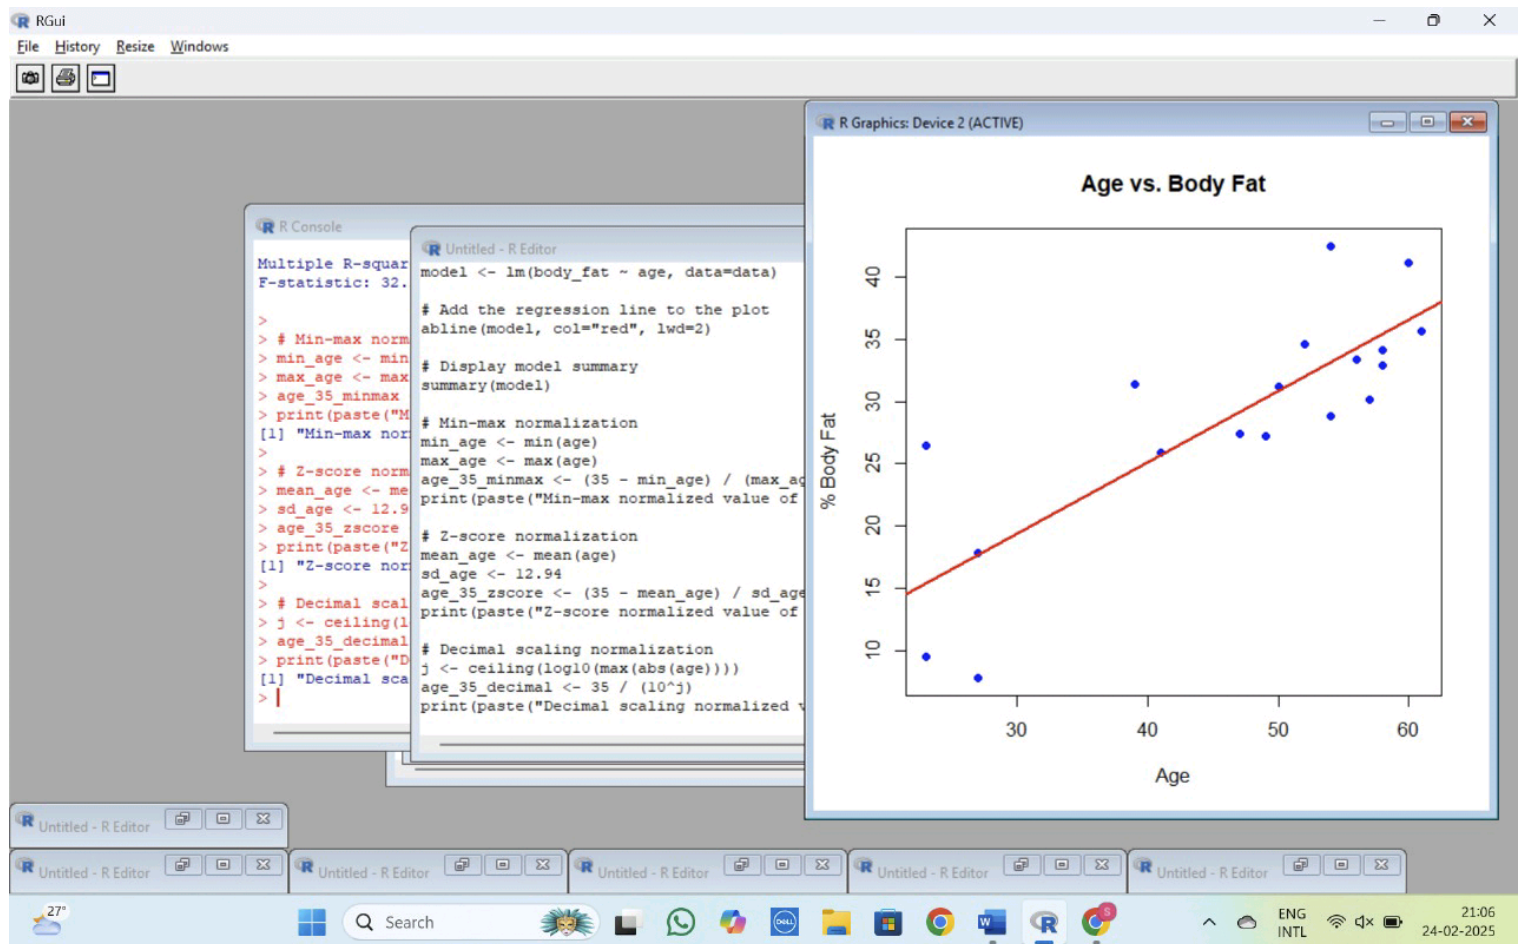 RGui
File History Resize Windows
R Graphics: Device 2 (ACTIVE)
Age vs. Body Fat
40
35
30
25
20
15
10
% Body Fat
30 40 50 60
Age
R Console
Multiple R-squar
F-statistic: 32.
>
> # Min-max norm
> min_age <- min
> max_age <- max
> age_35_minmax
> print(paste("M
[1] "Min-max nor
>
> # Z-score norm
> mean_age <- me
> sd_age <- 12.9
> age_35_zscore
> print(paste("Z
[1] "Z-score nor
>
> # Decimal scal
> j <- ceiling(l
> age_35_decimal
> print(paste("D
[1] "Decimal sca
>
Untitled - R Editor
model <- lm(body_fat ~ age, data=data)
# Add the regression line to the plot
abline(model, col="red", lwd=2)
# Display model summary
summary(model)
# Min-max normalization
min_age <- min(age)
max_age <- max(age)
age_35_minmax <- (35 - min_age) / (max_ag
print(paste("Min-max normalized value of
# Z-score normalization
mean_age <- mean(age)
sd_age <- 12.94
age_35_zscore <- (35 - mean_age) / sd_age
print(paste("Z-score normalized value of
# Decimal scaling normalization
j <- ceiling(log10(max(abs(age))))
age_35_decimal <- 35 / (10^j)
print(paste("Decimal scaling normalized v
Untitled - R Editor
Untitled - R Editor
Untitled - R Editor
Untitled - R Editor
Untitled - R Editor
Untitled - R Editor
27°
Search
DELL
S
ENG
INTL
21:06
24-02-2025